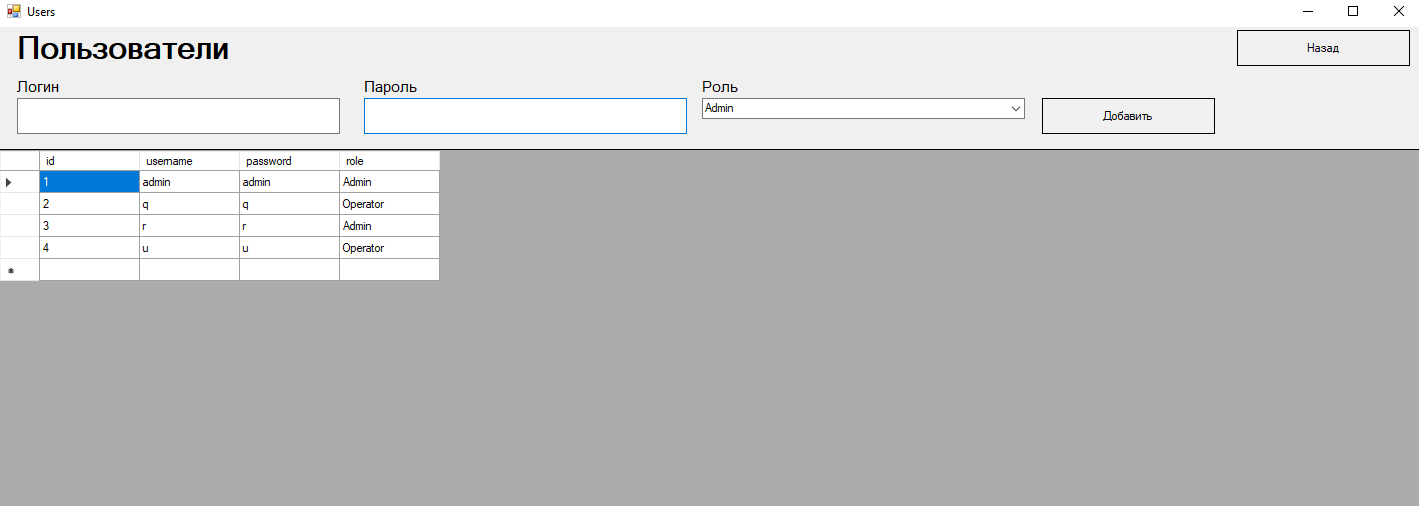 Users
Пользователи
Назад
Логин Пароль Роль
Admin
Добавить
id username password role
1 admin admin Admin
2 q q Operator
3 r r Admin
4 u u Operator